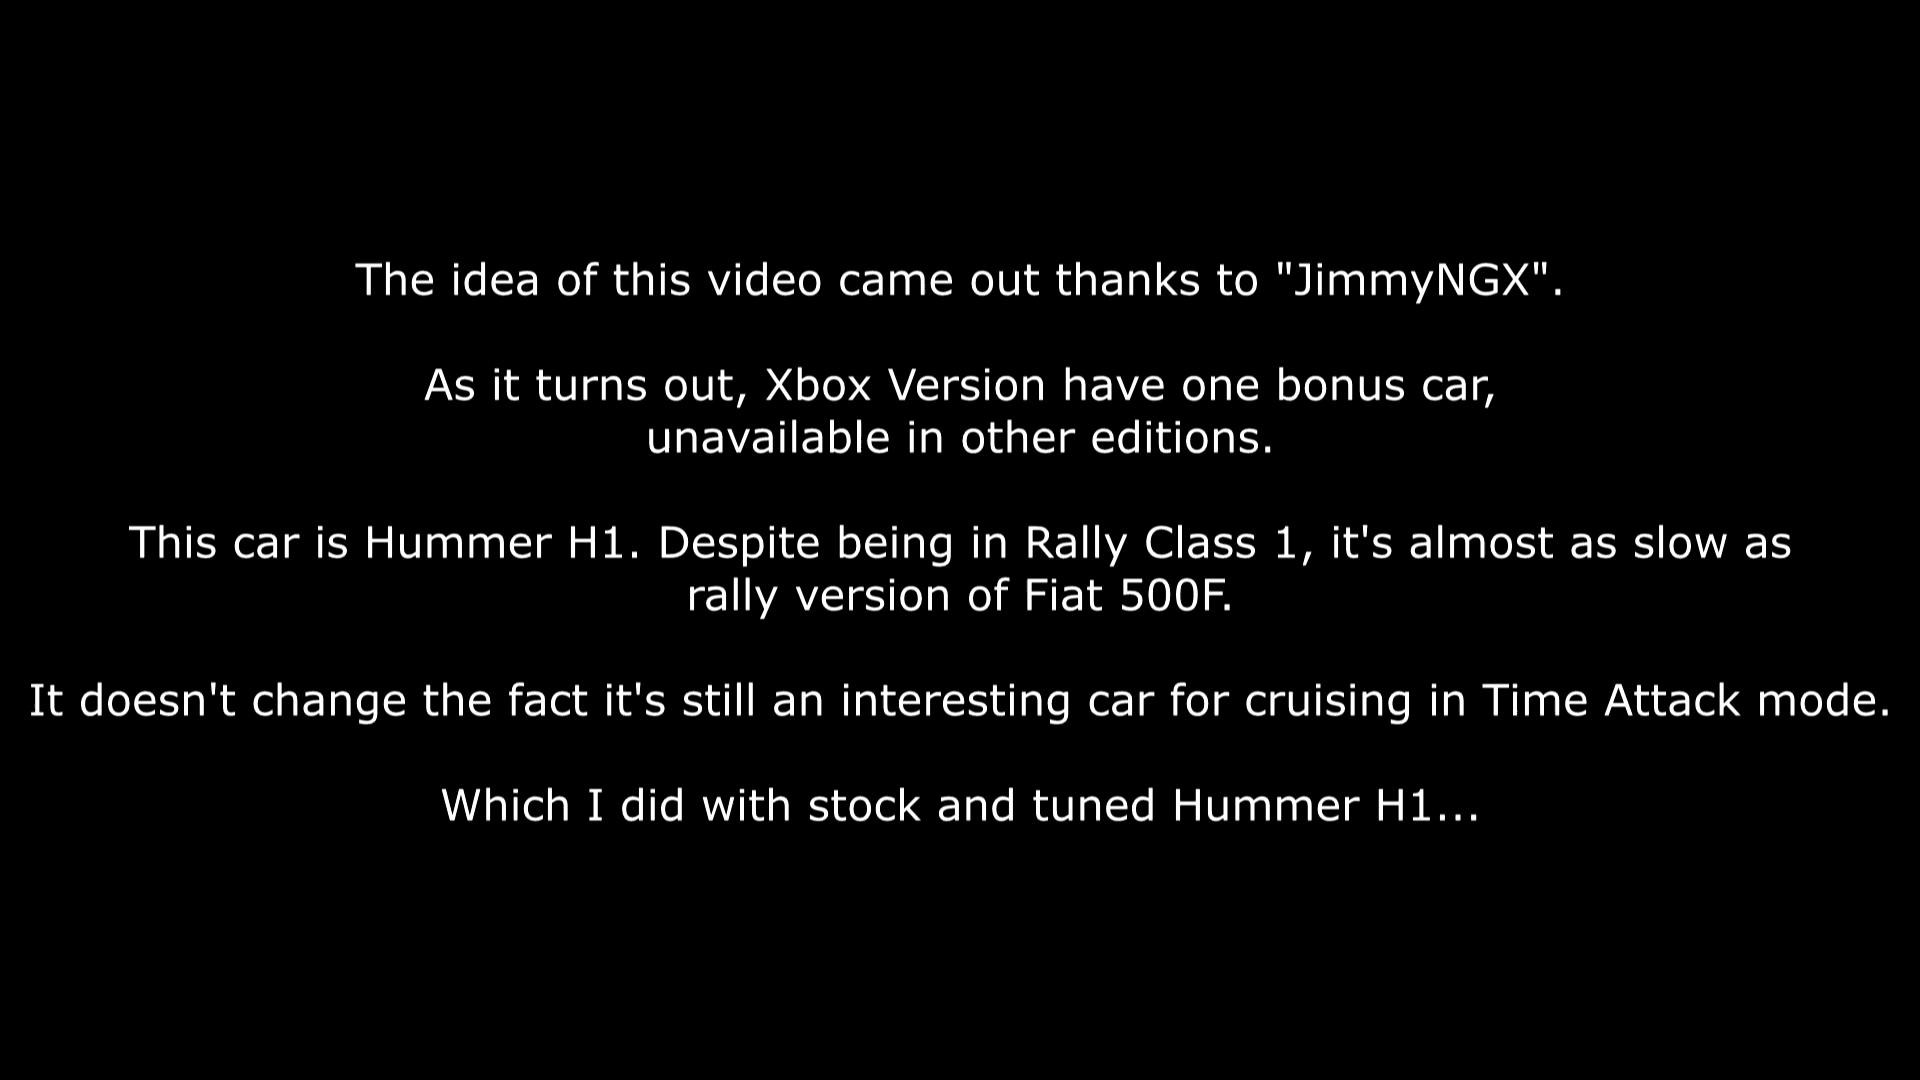 The idea of this video came out thanks to "JimmyNGX".
As it turns out, Xbox Version have one bonus car,
unavailable in other editions.
This car is Hummer H1. Despite being in Rally Class 1, it's almost as slow as
rally version of Fiat 500F.
It doesn't change the fact it's still an interesting car for cruising in Time Attack mode.
Which I did with stock and tuned Hummer H1...